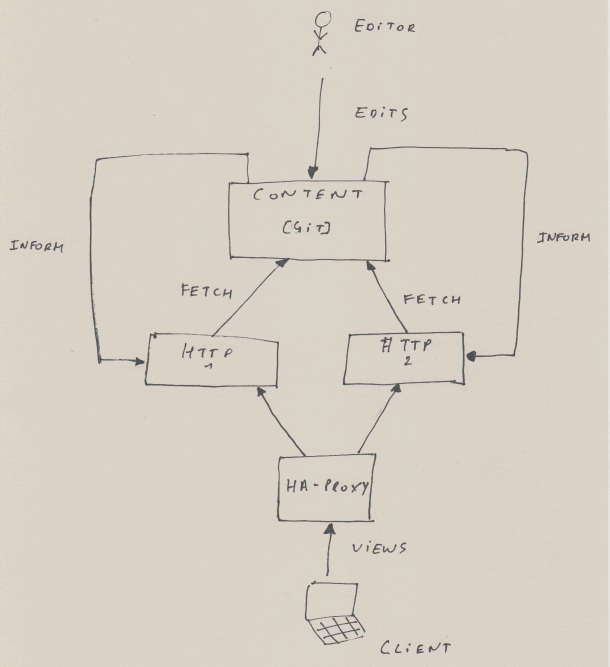 EDITOR
EDITS
CONTENT
[GIT]
INFORM
INFORM
FETCH
FETCH
HTTP
1
HTTP
2
HA-PROXY
VIEWS
CLIENT